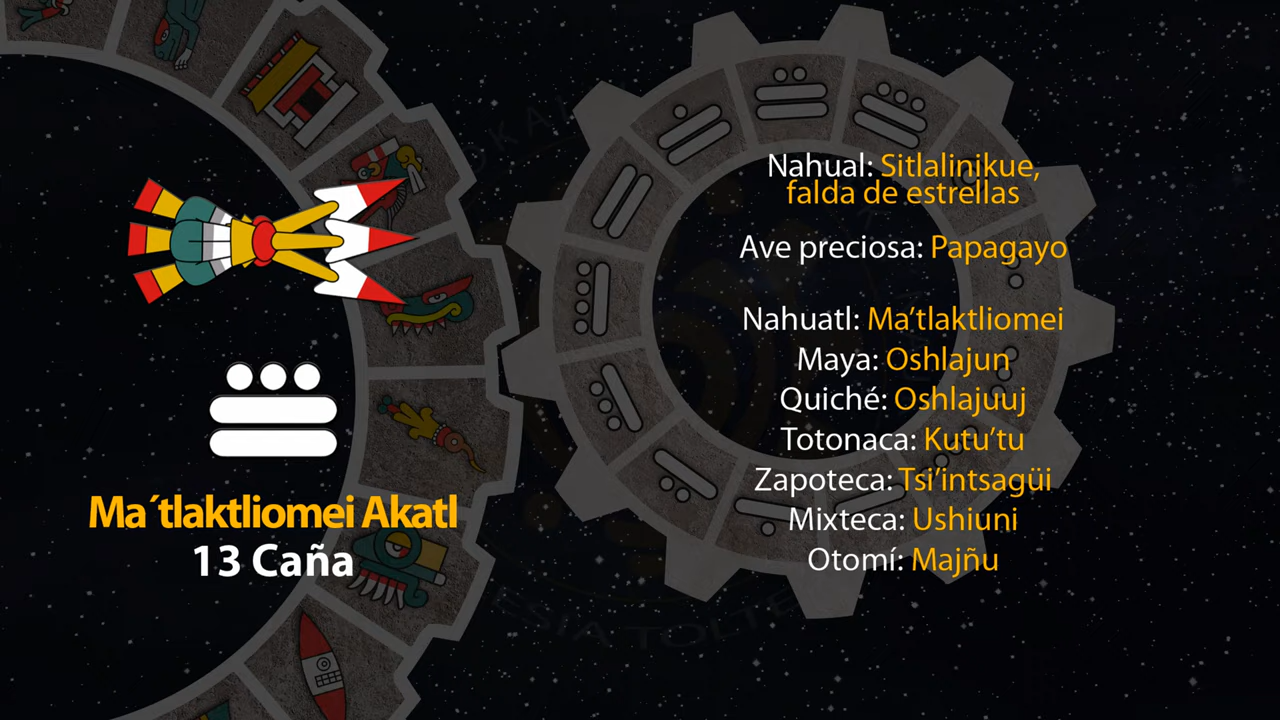 Ma´tlaktliomei Akatl
13 Caña
Nahual: Sitlalinikue,
falda de estrellas
Ave preciosa: Papagayo
Nahuatl: Ma’tlaktliomei
Maya: Oshlajun
Quiché: Oshlajuuj
Totonaca: Kutu’tu
Zapoteca: Tsi’intsagüi
Mixteca: Ushiuni
Otomí: Majñu